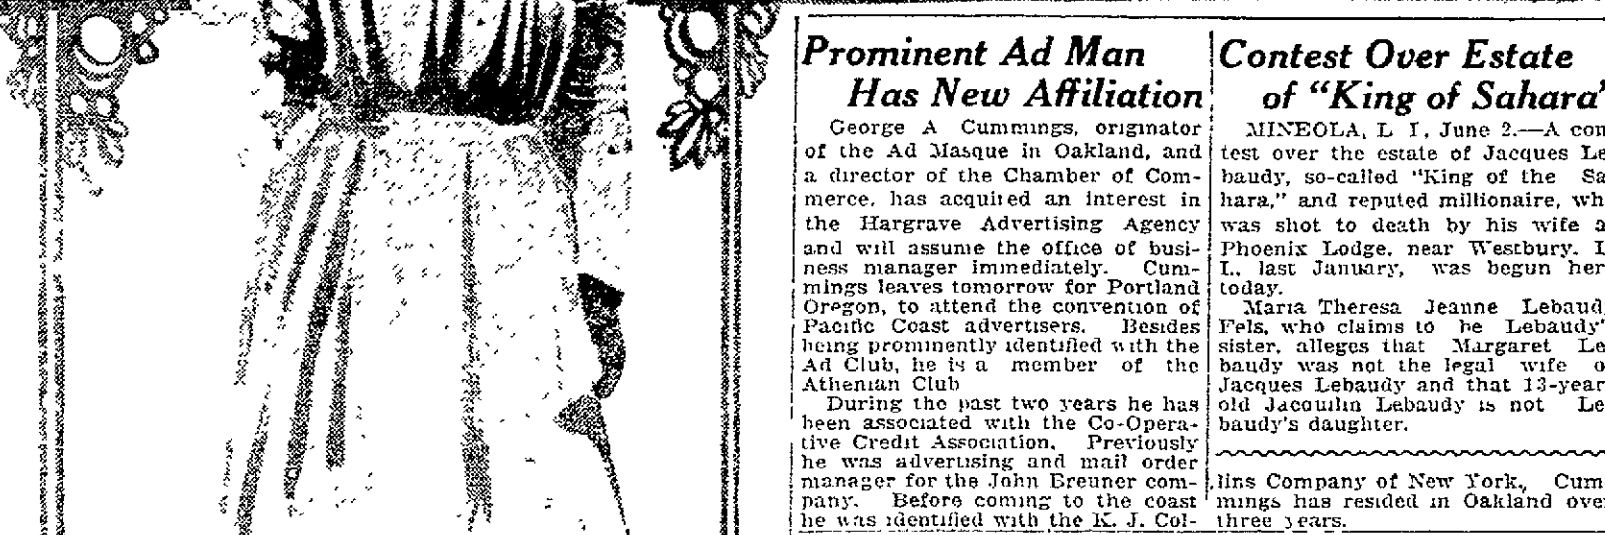 Prominent Ad Man
Has New Affiliation
George A Cummings, originator
of the Ad Masque in Oakland, and
a director of the Chamber of Com-
merce, has acquired an interest in
the Hargrave Advertising Agency
and will assume the office of busi-
ness manager immediately. Cum-
mings leaves tomorrow for Portland
Oregon, to attend the convention of
Pacific Coast advertisers. Besides
being prominently identified with the
Ad Club, he is a member of the
Athenian Club
During the past two years he has
been associated with the Co-Opera-
tive Credit Association. Previously
he was advertising and mail order
manager for the John Breuner com-
pany. Before coming to the coast
he was identified with the K. J. Col-
Contest Over Estate
of "King of Sahara"
MINEOLA, L I, June 2.—A con
test over the estate of Jacques Le
baudy, so-called "King of the Sa
hara," and reputed millionaire, wh
was shot to death by his wife a
Phoenix Lodge, near Westbury. L
I., last January, was begun her
today.
Maria Theresa Jeanne Lebaud
Fels, who claims to be Lebaudy'
sister, alleges that Margaret Le
baudy was not the legal wife o
Jacques Lebaudy and that 13-year
old Jacquilin Lebaudy is not Le
baudy's daughter.
lins Company of New York, Cum
mings has resided in Oakland over
three years.